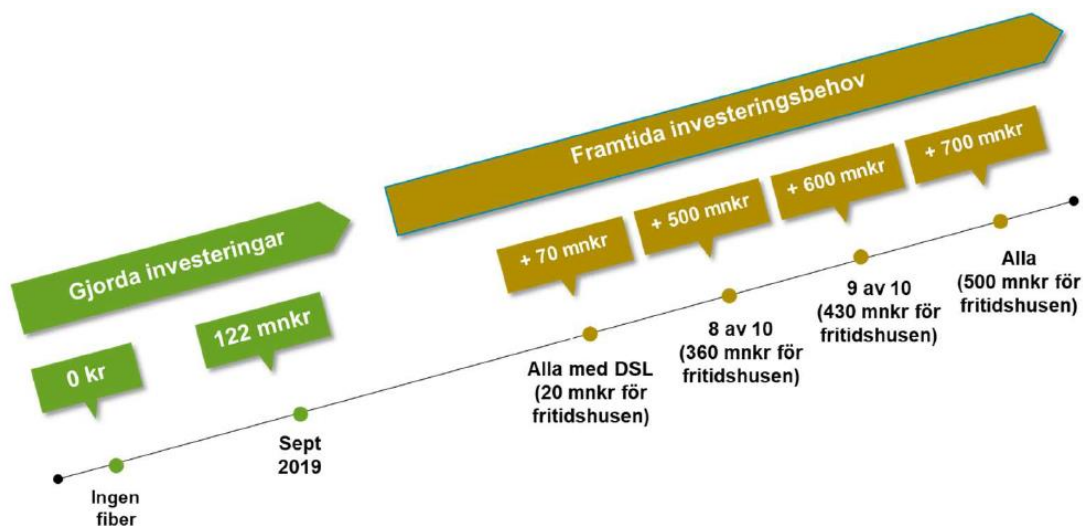 Gjorda investeringar
Framtida investeringsbehov
0 kr
122 mnkr
+ 70 mnkr
+ 500 mnkr
+ 600 mnkr
+ 700 mnkr
Ingen
fiber
Sept
2019
Alla med DSL
(20 mnkr för
fritidshusen)
8 av 10
(360 mnkr för
fritidshusen)
9 av 10
(430 mnkr för
fritidshusen)
Alla
(500 mnkr för
fritidshusen)